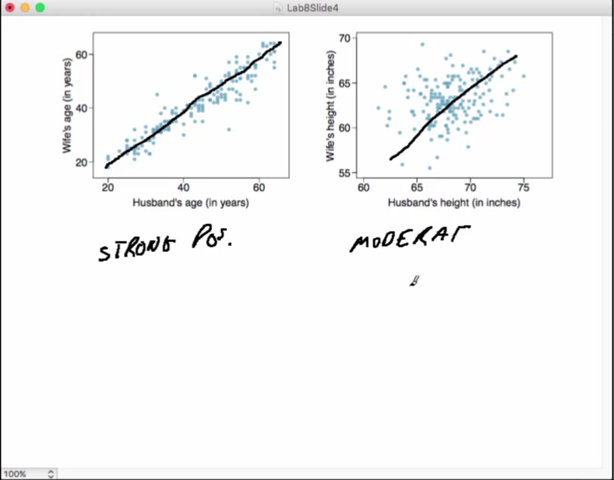 Lab8Slide4
60
40
20
Wife's age (in years)
20 40 60
Husband's age (in years)
70
65
60
55
Wife's height (in inches)
60 65 70 75
Husband's height (in inches)
STRONG POS.
MODERAT
100%